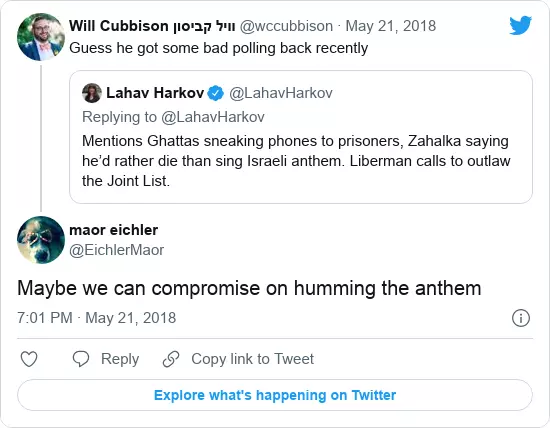 Will Cubbison וויל קביסון @wccubbison · May 21, 2018
Guess he got some bad polling back recently
Lahav Harkov @LahavHarkov
Replying to @LahavHarkov
Mentions Ghattas sneaking phones to prisoners, Zahalka saying
he'd rather die than sing Israeli anthem. Liberman calls to outlaw
the Joint List.
maor eichler
@EichlerMaor
Maybe we can compromise on humming the anthem
7:01 PM · May 21, 2018
Reply
Copy link to Tweet
Explore what's happening on Twitter